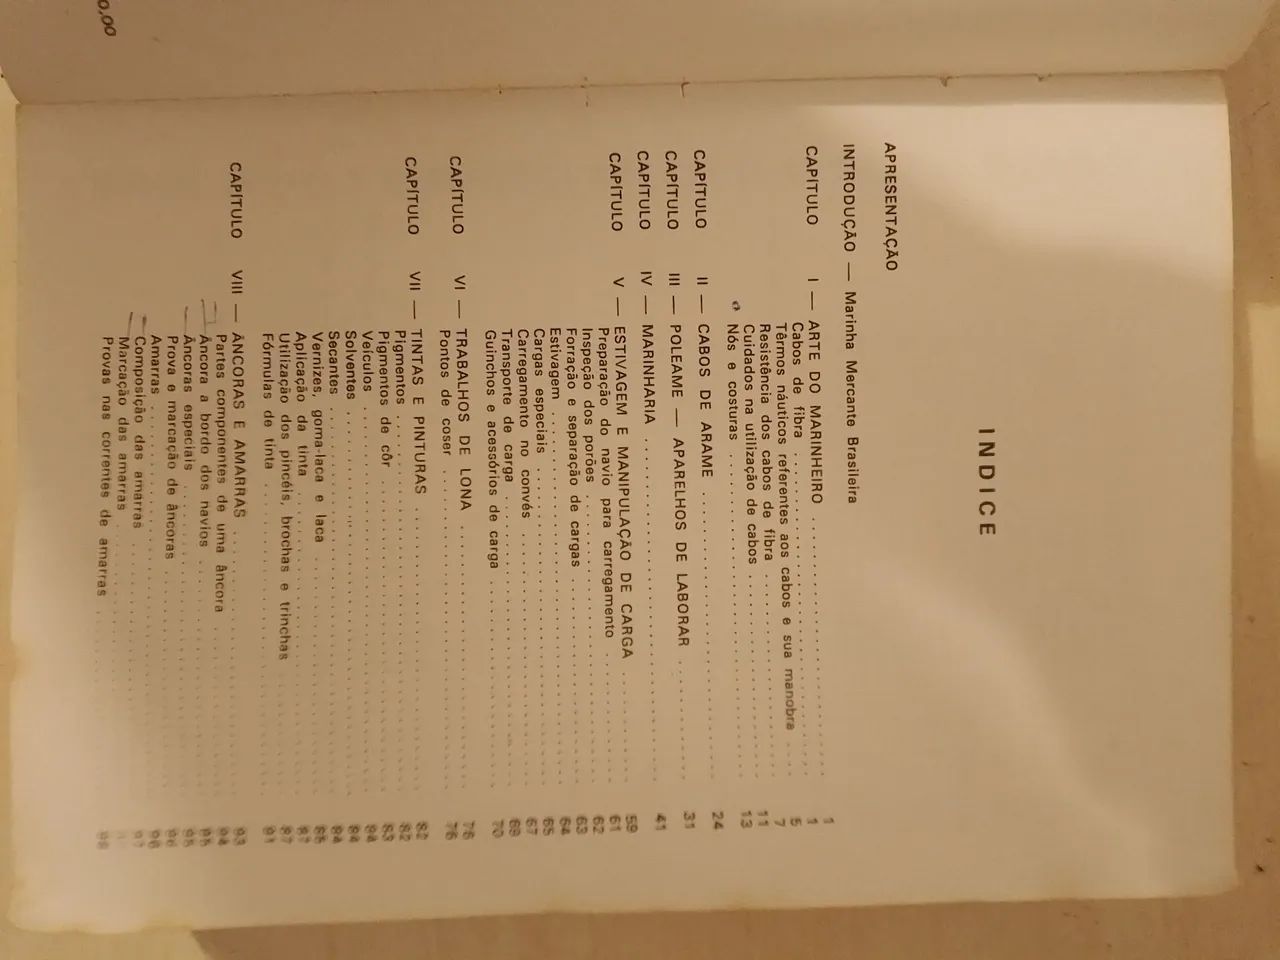 0,00
INDICE
APRESENTAÇÃO
INTRODUÇÃO — Marinha Mercante Brasileira
CAPÍTULO I — ARTE DO MARINHEIRO 1
Cabos de fibra 1
Têrmos náuticos referentes aos cabos e sua manobra 5
Resistência dos cabos de fibra 7
Cuidados na utilização de cabos 11
Nós e costuras 13
CAPÍTULO II — CABOS DE ARAME 24
CAPÍTULO III — POLEAME — APARELHOS DE LABORAR 31
CAPÍTULO IV — MARINHARIA 41
CAPÍTULO V — ESTIVAGEM E MANIPULAÇÃO DE CARGA 59
Preparação do navio para carregamento 61
Inspeção dos porões 62
Forração e separação de cargas 63
Estivagem 64
Cargas especiais 65
Carregamento no convés 67
Transporte de carga 69
Guinchos e acessórios de carga 70
CAPÍTULO VI — TRABALHOS DE LONA 76
Pontos de coser 76
CAPÍTULO VII — TINTAS E PINTURAS 82
Pigmentos 82
Pigmentos de côr 83
Veículos 84
Solventes 84
Secantes 84
Vernizes, goma-laca e laca 85
Aplicação da tinta 87
Utilização dos pincéis, brochas e trinchas 87
Fórmulas de tinta 91
CAPÍTULO VIII — ÂNCORAS E AMARRAS 93
Partes componentes de uma âncora 94
Âncora a bordo dos navios 95
Âncoras especiais 95
Prova e marcação de âncoras 96
Amarras 96
Composição das amarras 97
Marcação das amarras
Provas nas correntes de amarras 98